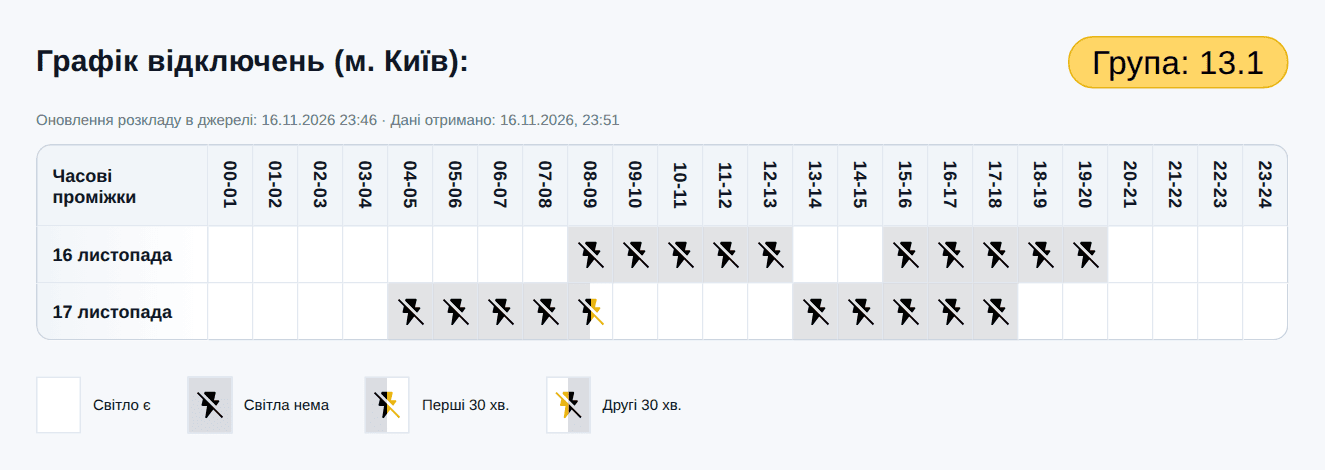 Графік відключень (м. Київ):
Група: 13.1
Оновлення розкладу в джерелі: 16.11.2026 23:46 · Дані отримано: 16.11.2026, 23:51
Часові
проміжки
00-01
01-02
02-03
03-04
04-05
05-06
06-07
07-08
08-09
09-10
10-11
11-12
12-13
13-14
14-15
15-16
16-17
17-18
18-19
19-20
20-21
21-22
22-23
23-24
16 листопада
17 листопада
Світло є
Світла нема
Перші 30 хв.
Другі 30 хв.